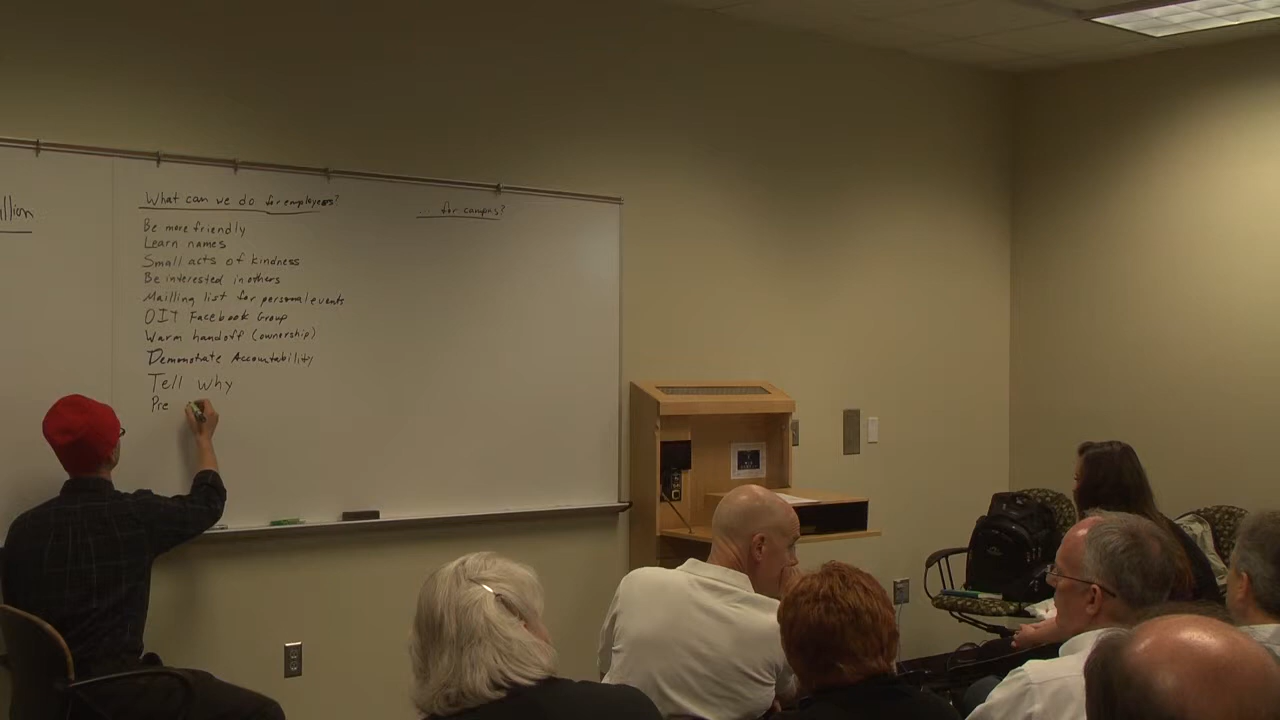 llion
What can we do for employees?
Be more friendly
Learn names
Small acts of kindness
Be interested in others
Mailling list for personal events
OIT Facebook Group
Warm handoff (ownership)
Demonstrate Accountability
Tell why
Pre
... for campus?